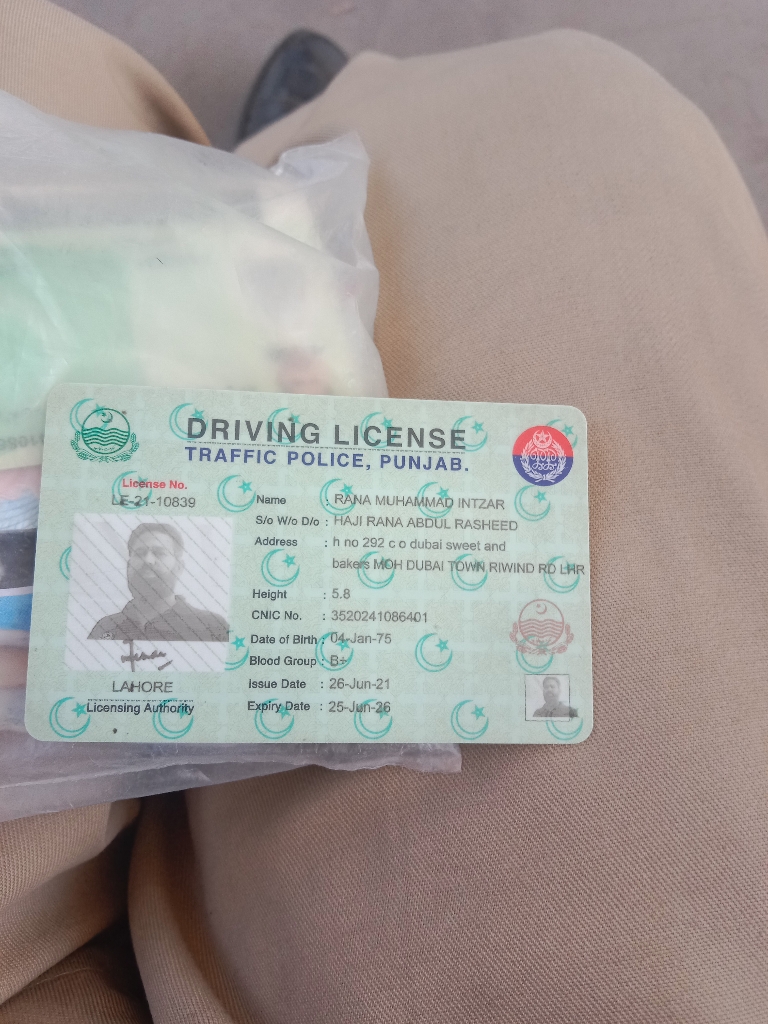 DRIVING LICENSE
TRAFFIC POLICE, PUNJAB.
License No.
LE-21-10839
Name : RANA MUHAMMAD INTZAR
S/o W/o D/o : HAJI RANA ABDUL RASHEED
Address : h no 292 c o dubai sweet and
bakers MOH DUBAI TOWN RIWIND RD LHR
Height : 5.8
CNIC No. : 3520241086401
Date of Birth : 04-Jan-75
Blood Group : B+
Issue Date : 26-Jun-21
Expiry Date : 25-Jun-26
LAHORE
Licensing Authority